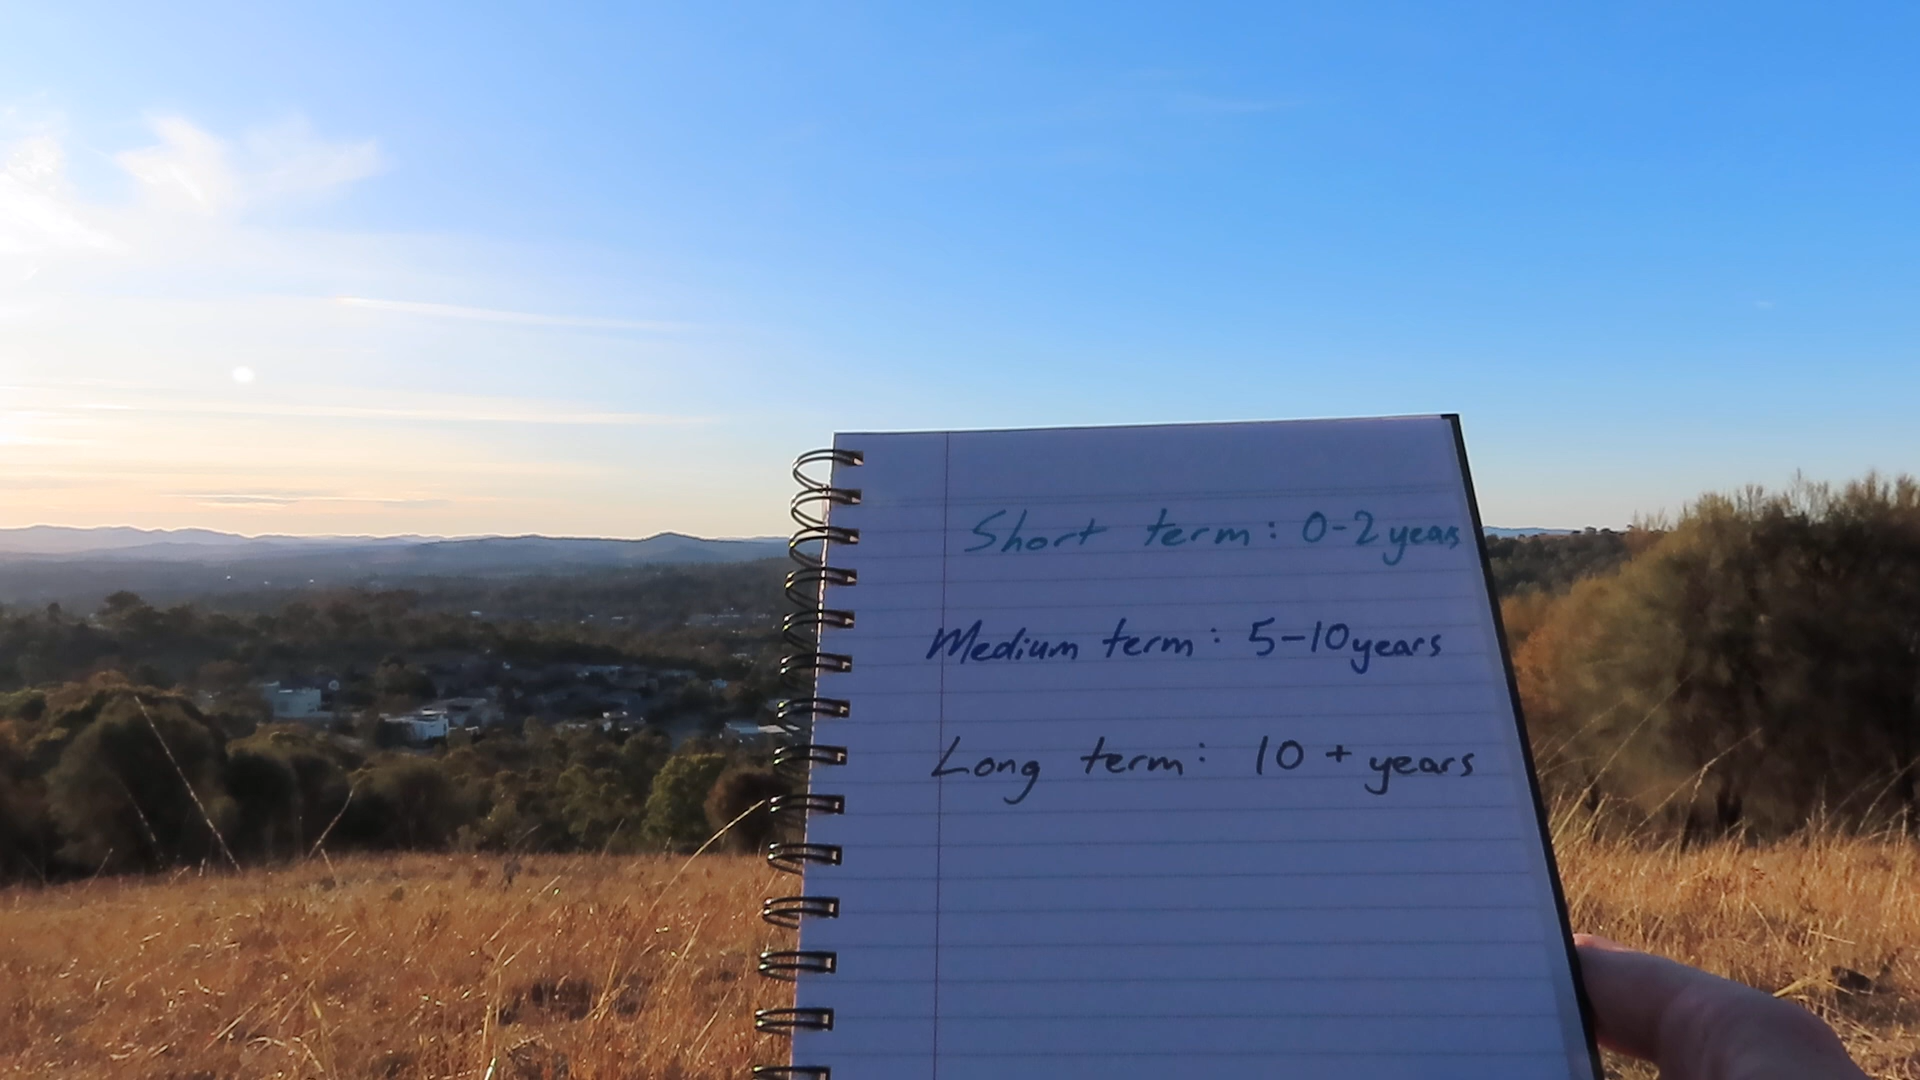 Short term: 0-2 years
Medium term: 5-10 years
Long term: 10 + years